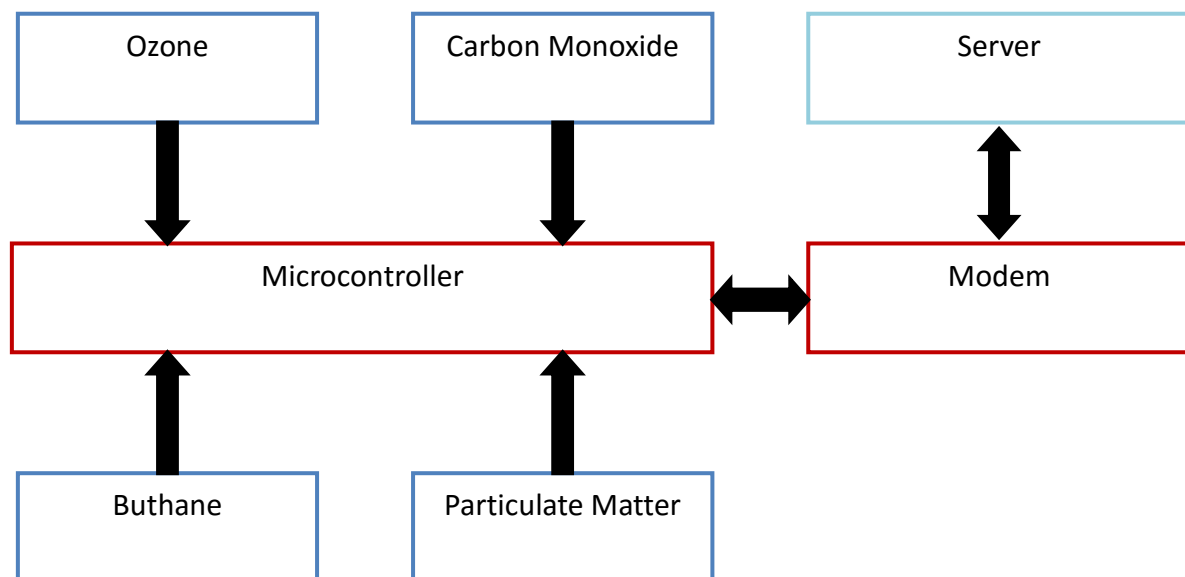 Ozone
Carbon Monoxide
Server
Microcontroller
Modem
Buthane
Particulate Matter